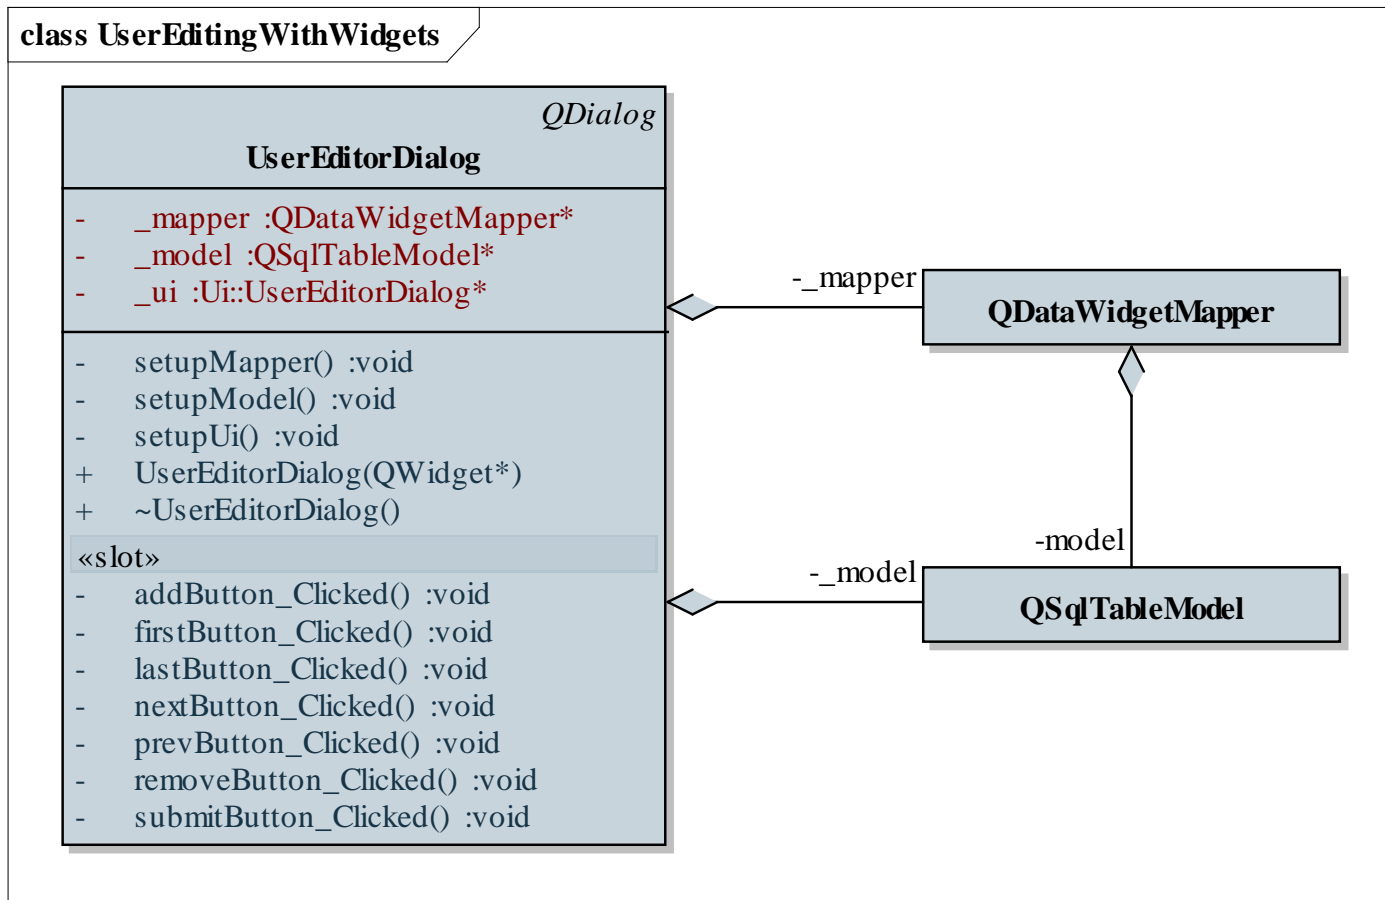 class UserEditingWithWidgets
QDialog
UserEditorDialog
- _mapper :QDataWidgetMapper*
- _model :QSqlTableModel*
- _ui :Ui::UserEditorDialog*
- setupMapper() :void
- setupModel() :void
- setupUi() :void
+ UserEditorDialog(QWidget*)
+ ~UserEditorDialog()
«slot»
- addButton_Clicked() :void
- firstButton_Clicked() :void
- lastButton_Clicked() :void
- nextButton_Clicked() :void
- prevButton_Clicked() :void
- removeButton_Clicked() :void
- submitButton_Clicked() :void
-_mapper
QDataWidgetMapper
-model
-_model
QSqlTableModel